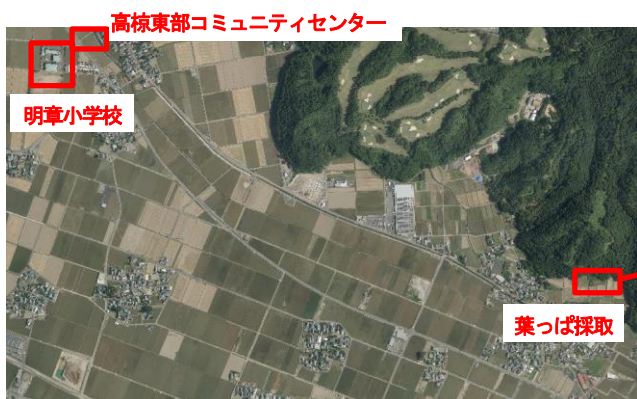 高椋東部コミュニティセンター
明章小学校
葉っぱ採取